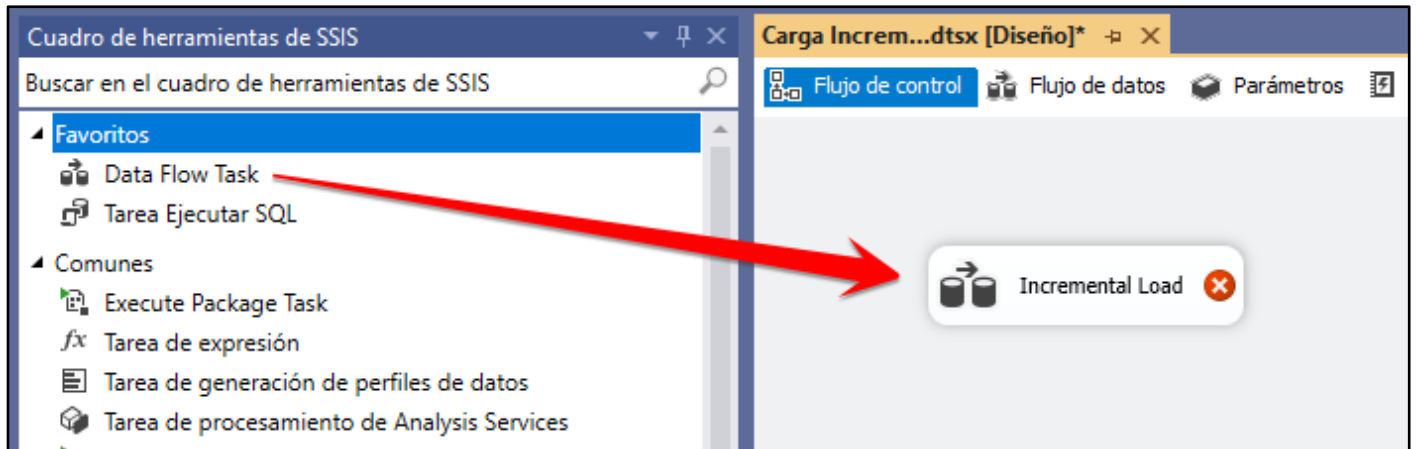 Cuadro de herramientas de SSIS
Buscar en el cuadro de herramientas de SSIS
Favoritos
Data Flow Task
Tarea Ejecutar SQL
Comunes
Execute Package Task
fx Tarea de expresión
Tarea de generación de perfiles de datos
Tarea de procesamiento de Analysis Services
Carga Increm...dtsx [Diseño]*
Flujo de control Flujo de datos Parámetros
Incremental Load